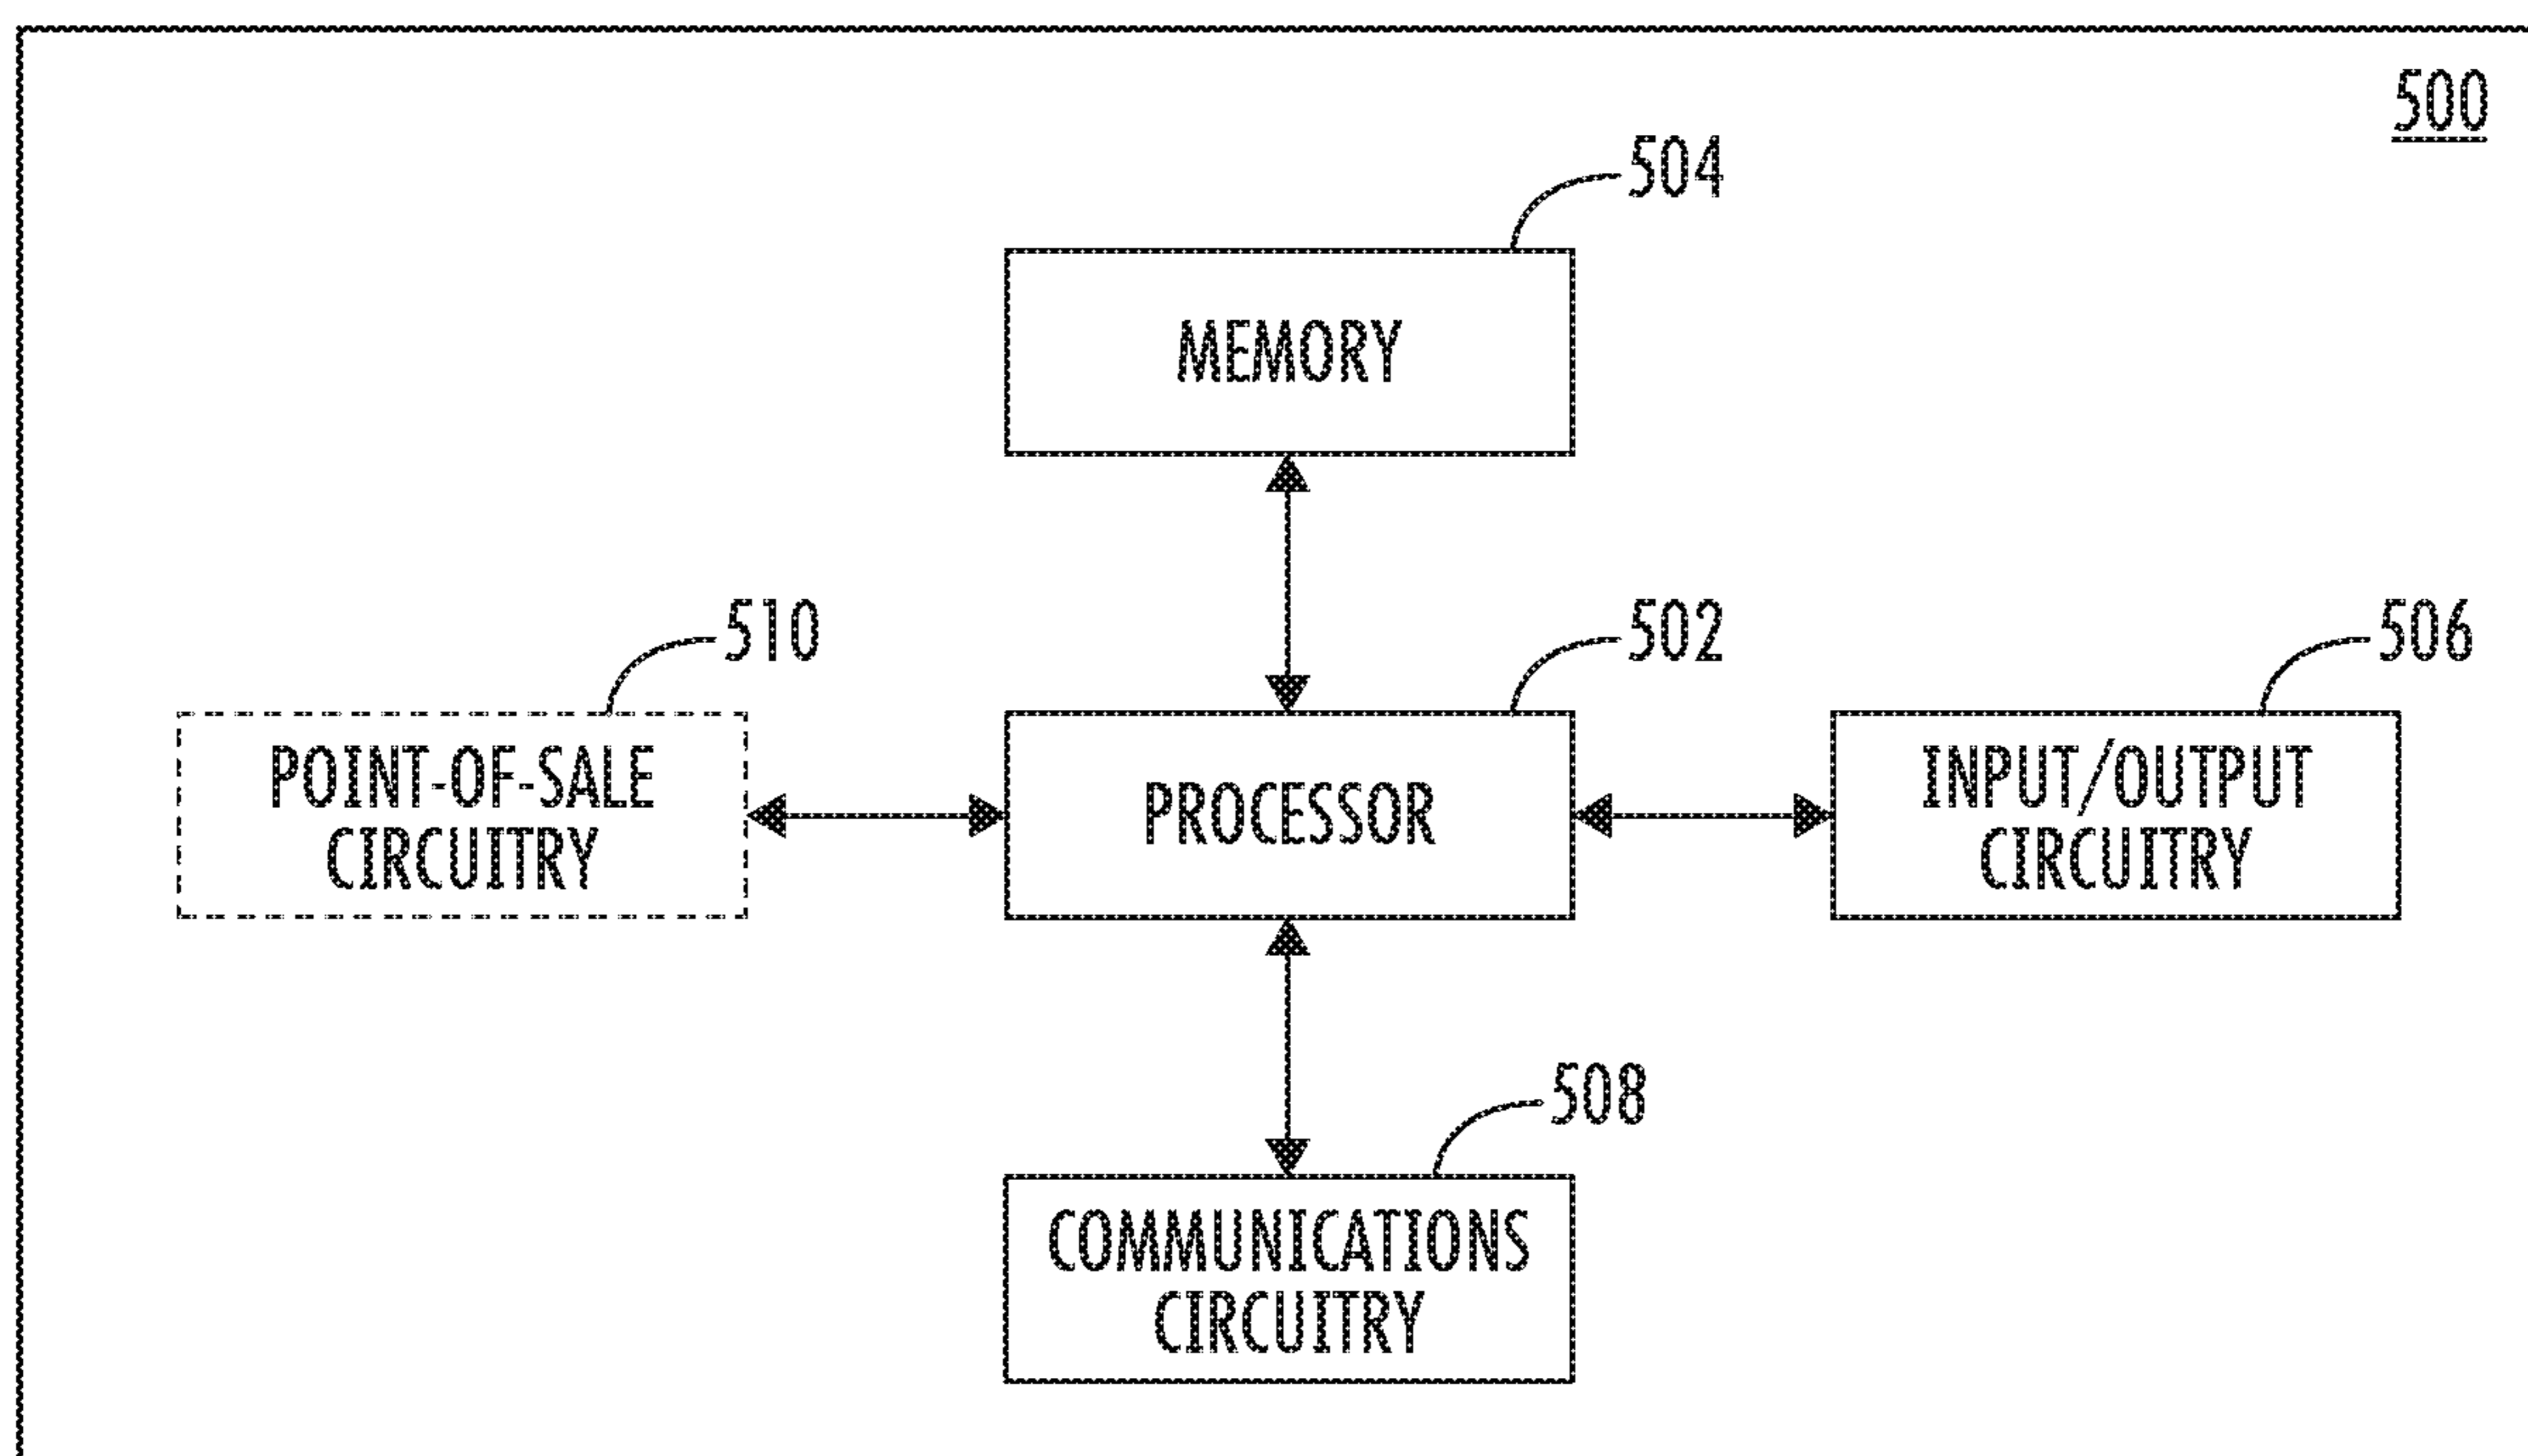 500
504
MEMORY
510
502
506
POINT-OF-SALE
CIRCUITRY
PROCESSOR
INPUT/OUTPUT
CIRCUITRY
508
COMMUNICATIONS
CIRCUITRY